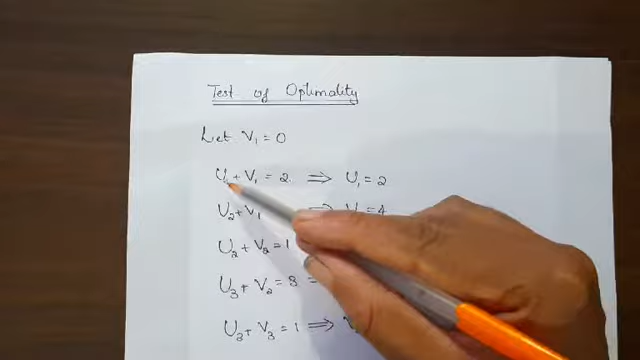 Test of Optimality
Let V₁ = 0
U₁ + V₁ = 2 ⇒ U₁ = 2
U₂ + V₁ = 4
U₂ + V₂ = 1
U₃ + V₂ = 8 =
U₃ + V₃ = 1 ⇒ V